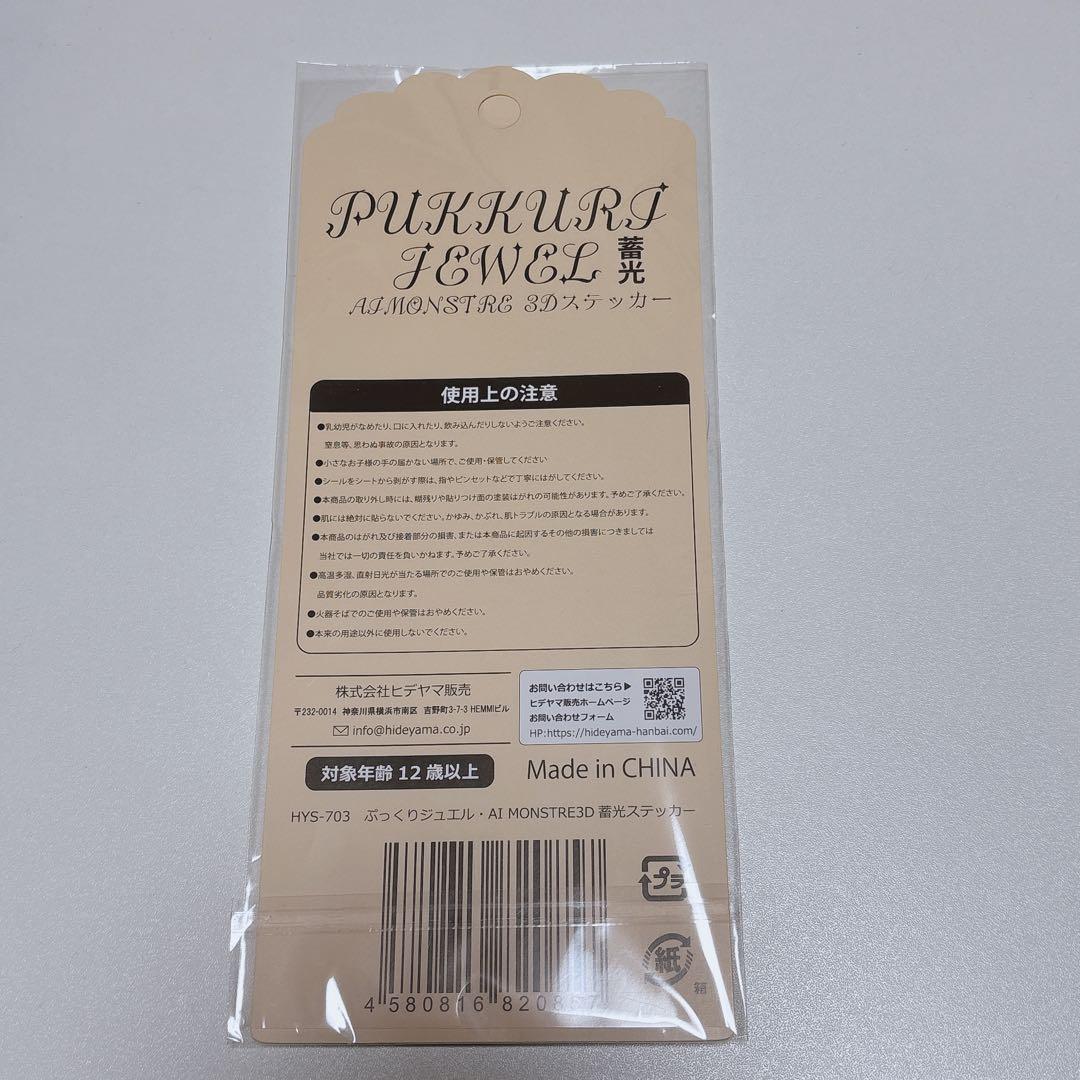 PUKKURI
JEWEL 蓄光
AIMONSTRE 3Dステッカー
使用上の注意
●乳幼児がなめたり、口に入れたり、飲み込んだりしないようご注意ください。
窒息等、思わぬ事故の原因となります。
●小さなお子様の手の届かない場所で、ご使用・保管してください
●シールをシートから剥がす際は、指やピンセットなどで丁寧にはがしてください。
●本商品の取り外し時には、糊残りや貼りつけ面の塗装はがれの可能性があります。予めご了承ください。
●肌には絶対に貼らないでください。かゆみ、かぶれ、肌トラブルの原因となる場合があります。
●本商品のはがれ及び接着部分の損害、または本商品に起因するその他の損害につきましては
当社では一切の責任を負いかねます。予めご了承ください。
●高温多湿、直射日光が当たる場所でのご使用や保管はおやめください。
品質劣化の原因となります。
●火器そばでのご使用や保管はおやめください。
●本来の用途以外に使用しないでください。
株式会社ヒデヤマ販売
〒232-0014 神奈川県横浜市南区 吉野町3-7-3 HEMMIビル
info@hideyama.co.jp
お問い合わせはこちら▶
ヒデヤマ販売ホームページ
お問い合わせフォーム
HP:https://hideyama-hanbai.com/
対象年齢 12 歳以上
Made in CHINA
HYS-703 ぷっくりジュエル・AI MONSTRE3D 蓄光ステッカー
プラ
紙
箱
4 580816 820867